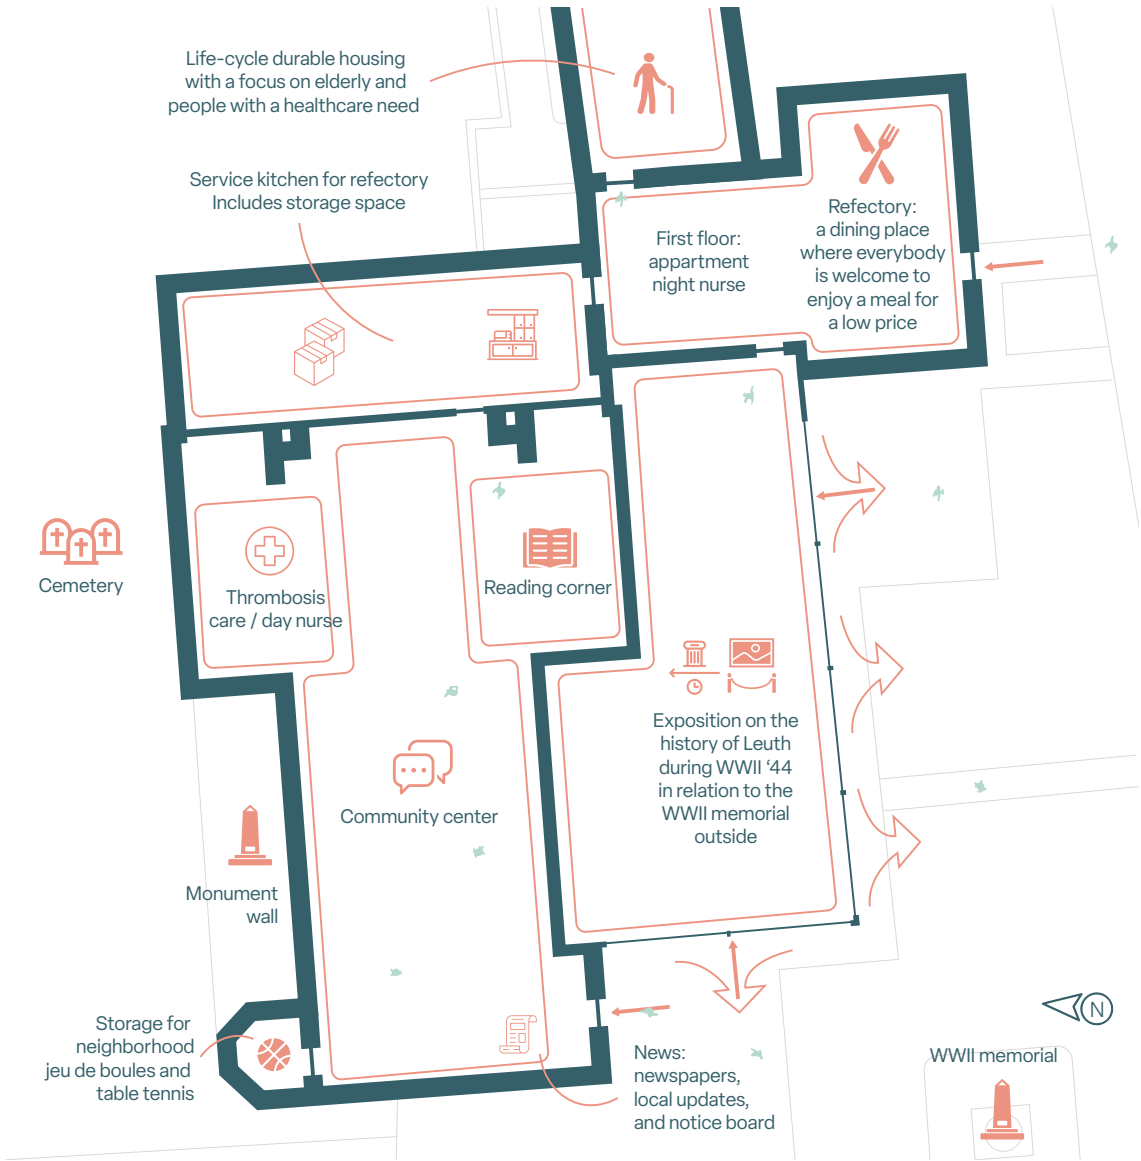 Life-cycle durable housing
with a focus on elderly and
people with a healthcare need
Service kitchen for refectory
Includes storage space
First floor:
appartment
night nurse
Refectory:
a dining place
where everybody
is welcome to
enjoy a meal for
a low price
Cemetery
Thrombosis
care / day nurse
Reading corner
Exposition on the
history of Leuth
during WWII ‘44
in relation to the
WWII memorial
outside
Community center
Monument
wall
Storage for
neighborhood
jeu de boules and
table tennis
News:
newspapers,
local updates,
and notice board
N
WWII memorial